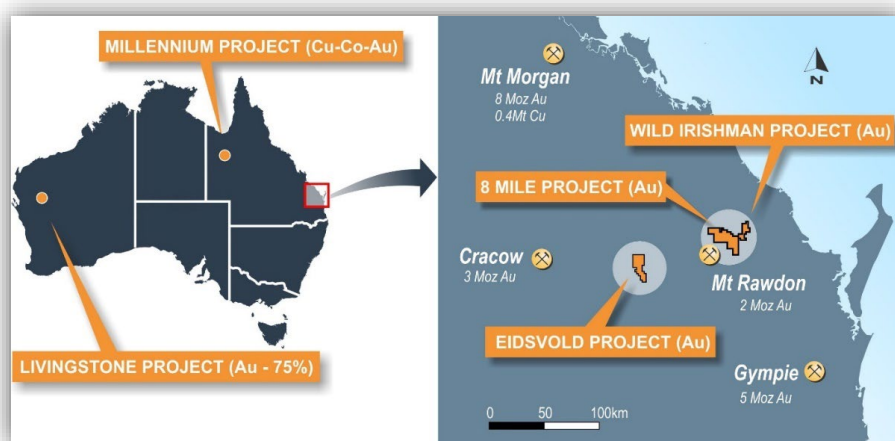 MILLENNIUM PROJECT (Cu-Co-Au)
LIVINGSTONE PROJECT (Au - 75%)
Mt Morgan
8 Moz Au
0.4Mt Cu
N
WILD IRISHMAN PROJECT (Au)
8 MILE PROJECT (Au)
Cracow
3 Moz Au
Mt Rawdon
2 Moz Au
EIDSVOLD PROJECT (Au)
Gympie
5 Moz Au
0 50 100km